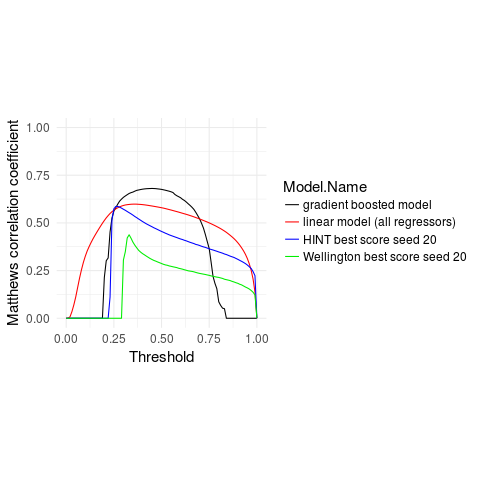 Matthews correlation coefficient
1.00
0.75
0.50
0.25
0.00
0.00 0.25 0.50 0.75 1.00
Threshold
Model.Name
gradient boosted model
linear model (all regressors)
HINT best score seed 20
Wellington best score seed 20